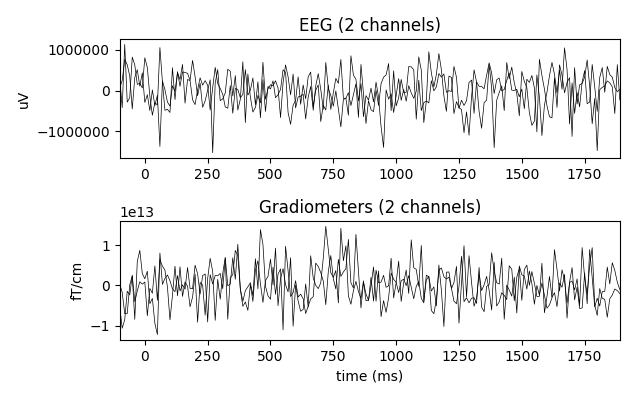 EEG (2 channels)
1000000
0
−1000000
uV
0 250 500 750 1000 1250 1500 1750
Gradiometers (2 channels)
1e13
1
0
−1
fT/cm
0 250 500 750 1000 1250 1500 1750
time (ms)